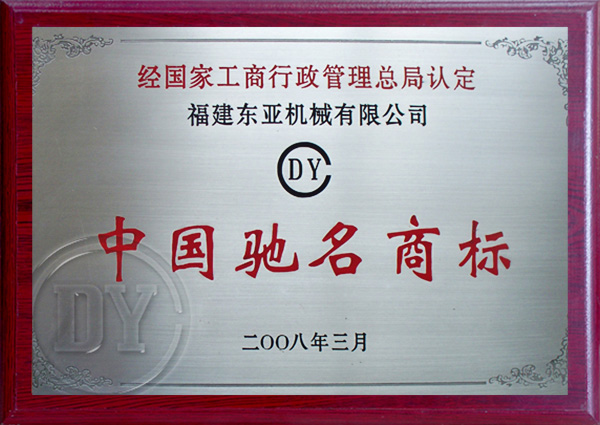 经国家工商行政管理总局认定
福建东亚机械有限公司
DY
中国驰名商标
DY
二OO八年三月